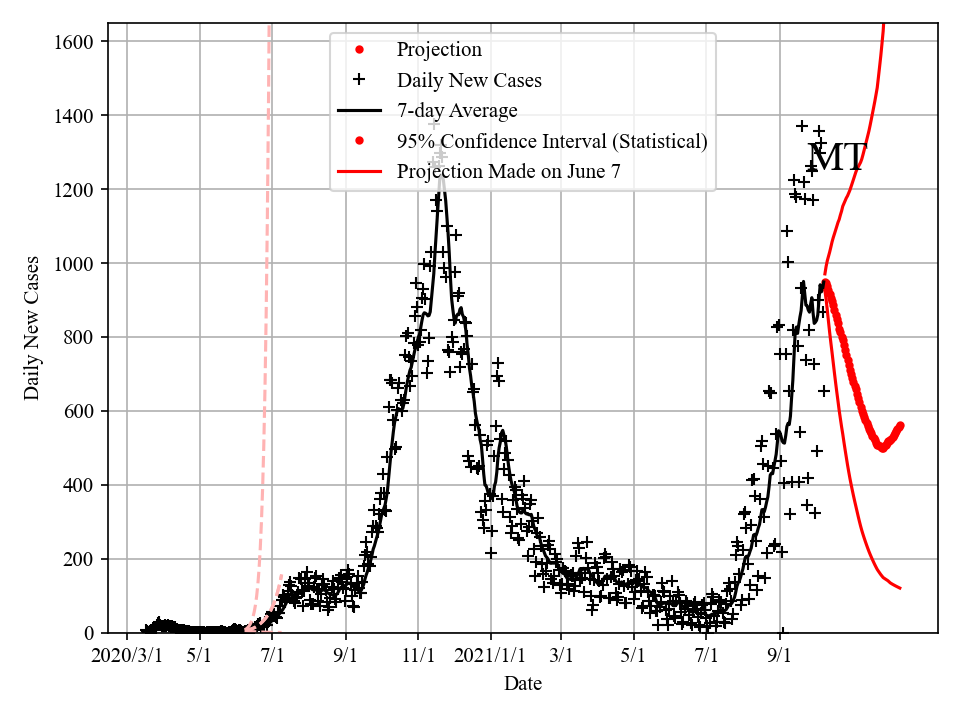 1600
1400
1200
1000
800
600
400
200
0
Daily New Cases
Projection
Daily New Cases
7-day Average
95% Confidence Interval (Statistical)
Projection Made on June 7
MT
2020/3/1 5/1 7/1 9/1 11/1 2021/1/1 3/1 5/1 7/1 9/1
Date